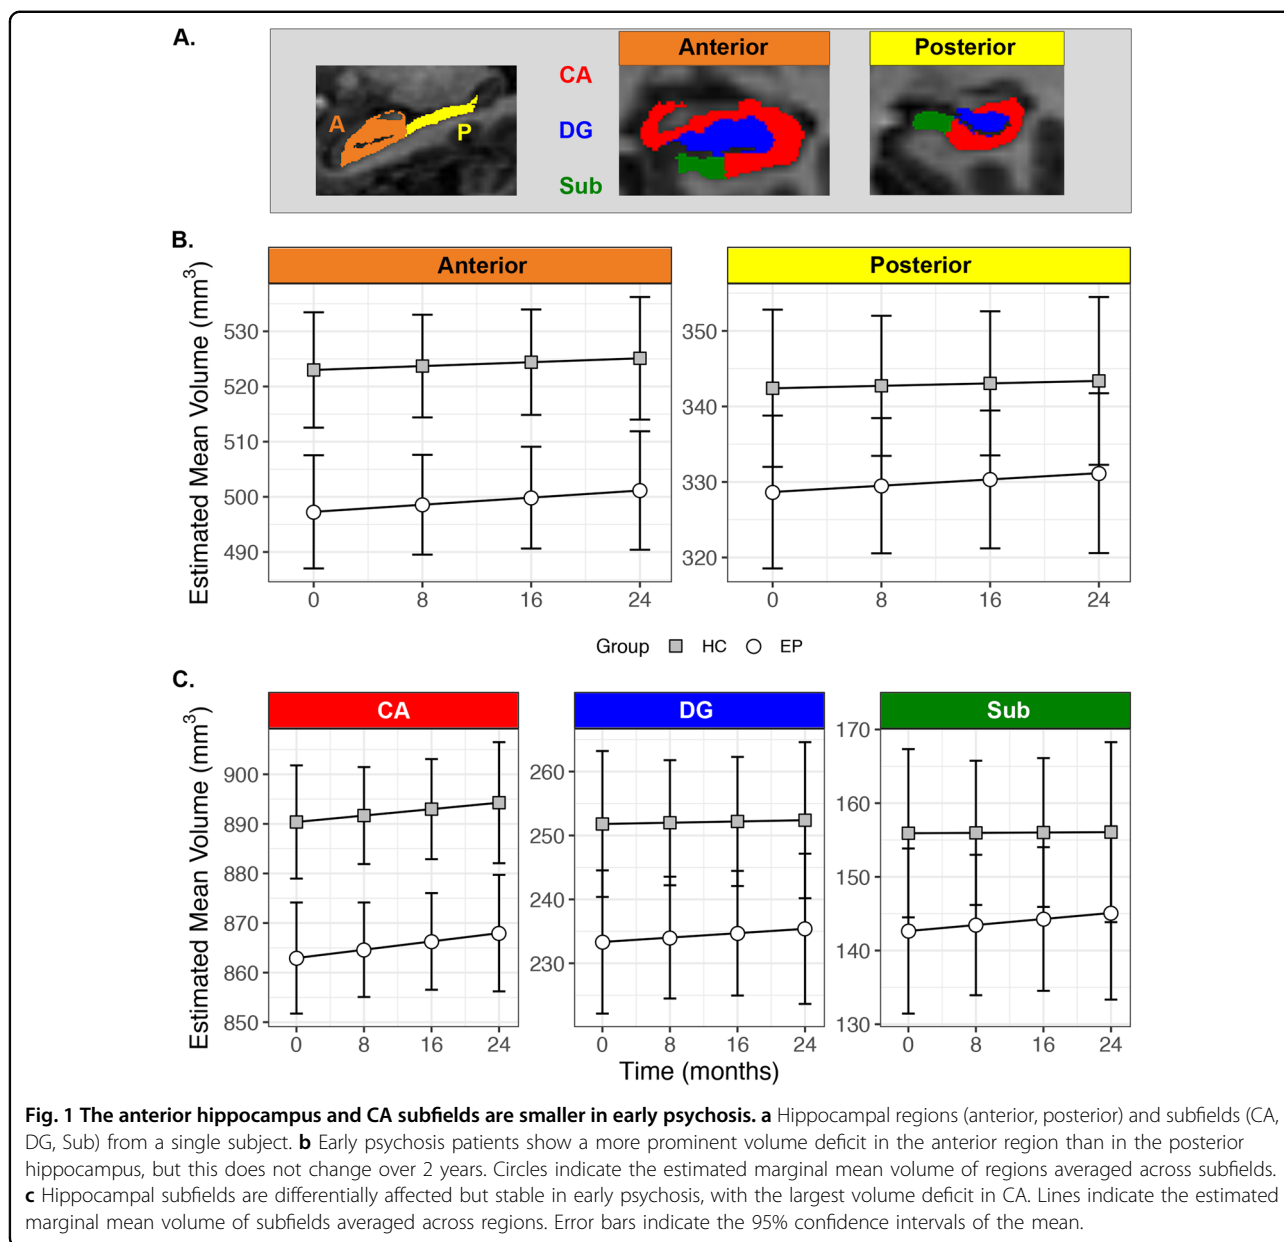 A.
Anterior
Posterior
CA
A
P
DG
Sub
B.
Anterior
Posterior
Estimated Mean Volume (mm³)
530
520
510
500
490
0 8 16 24
350
340
330
320
0 8 16 24
Group HC EP
C.
CA
DG
Sub
Estimated Mean Volume (mm³)
900
890
880
870
860
850
0 8 16 24
260
250
240
230
0 8 16 24
170
160
150
140
130
0 8 16 24
Time (months)
Fig. 1 The anterior hippocampus and CA subfields are smaller in early psychosis. a Hippocampal regions (anterior, posterior) and subfields (CA,
DG, Sub) from a single subject. b Early psychosis patients show a more prominent volume deficit in the anterior region than in the posterior
hippocampus, but this does not change over 2 years. Circles indicate the estimated marginal mean volume of regions averaged across subfields.
c Hippocampal subfields are differentially affected but stable in early psychosis, with the largest volume deficit in CA. Lines indicate the estimated
marginal mean volume of subfields averaged across regions. Error bars indicate the 95% confidence intervals of the mean.